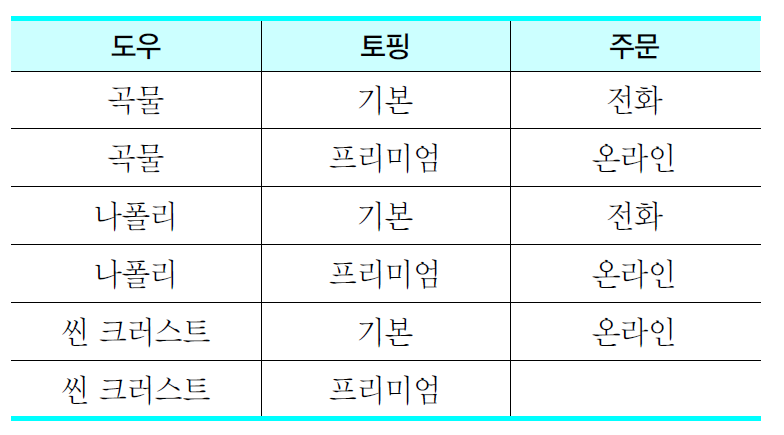 도우 토핑 주문
곡물 기본 전화
곡물 프리미엄 온라인
나폴리 기본 전화
나폴리 프리미엄 온라인
씬 크러스트 기본 온라인
씬 크러스트 프리미엄